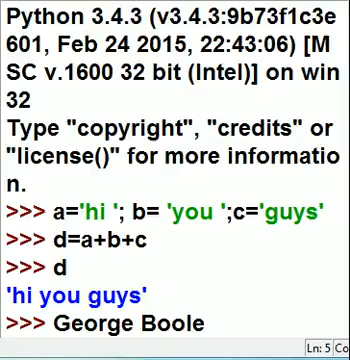 Python 3.4.3 (v3.4.3:9b73f1c3e
601, Feb 24 2015, 22:43:06) [M
SC v.1600 32 bit (Intel)] on win
32
Type "copyright", "credits" or
"license()" for more informatio
n.
>>> a='hi '; b= 'you ';c='guys'
>>> d=a+b+c
>>> d
'hi you guys'
>>> George Boole
Ln: 5 Co